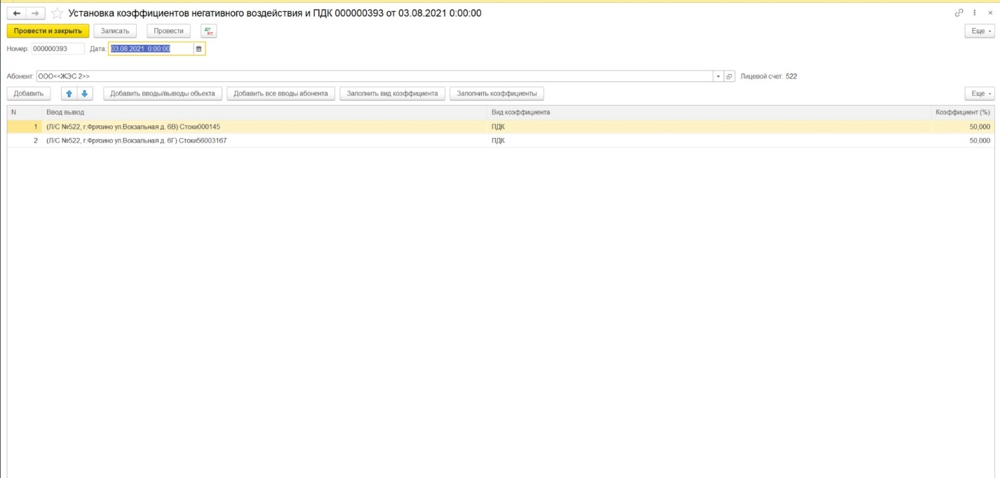 Установка коэффициентов негативного воздействия и ПДК 000000393 от 03.08.2021 0:00:00
Провести и закрыть Записать Провести Дт Кт Еще
Номер: 000000393 Дата: 03.08.2021 0:00:00
Абонент: ООО<<ЖЭС 2>> Лицевой счет: 522
Добавить Добавить вводы/выводы объекта Добавить все вводы абонента Заполнить вид коэффициента Заполнить коэффициенты Еще
N Ввод вывод Вид коэффициента Коэффициент (%)
1 (Л/С №522, г.Фрязино ул.Вокзальная д. 6В) Стоки000145 ПДК 50,000
2 (Л/С №522, г.Фрязино ул.Вокзальная д. 6Г) Стоки56003167 ПДК 50,000